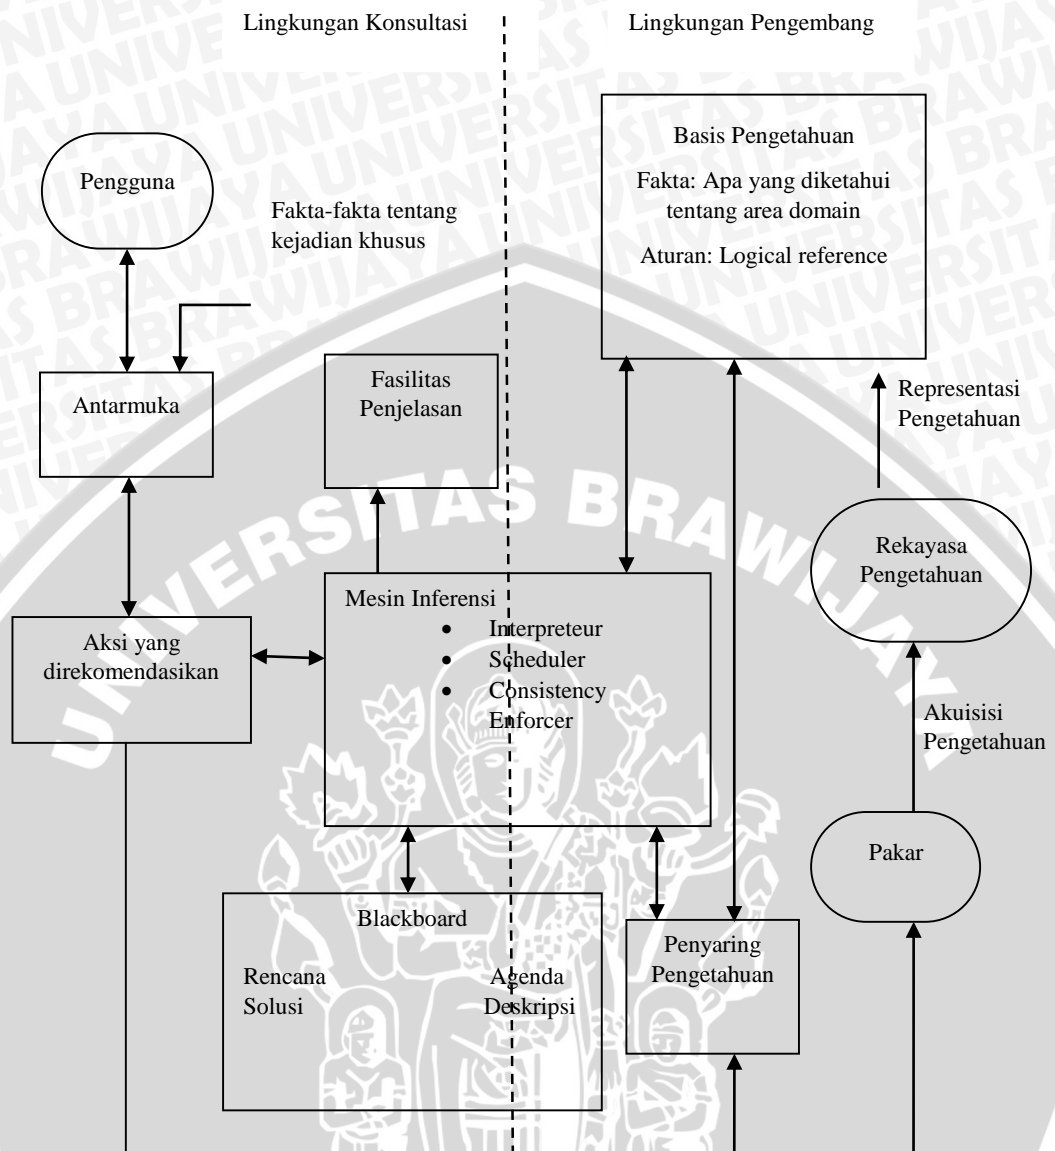 Lingkungan Konsultasi
Lingkungan Pengembang
Basis Pengetahuan
Fakta: Apa yang diketahui
tentang area domain
Aturan: Logical reference
Pengguna
Fakta-fakta tentang
kejadian khusus
Antarmuka
Fasilitas
Penjelasan
Representasi
Pengetahuan
UNIVERSITAS BRAWIJAYA
Rekayasa
Pengetahuan
Mesin Inferensi
• Interpreteur
• Scheduler
• Consistency
Enforcer
Aksi yang
direkomendasikan
Akuisisi
Pengetahuan
Pakar
Blackboard
Rencana
Solusi
Agenda
Deskripsi
Penyaring
Pengetahuan